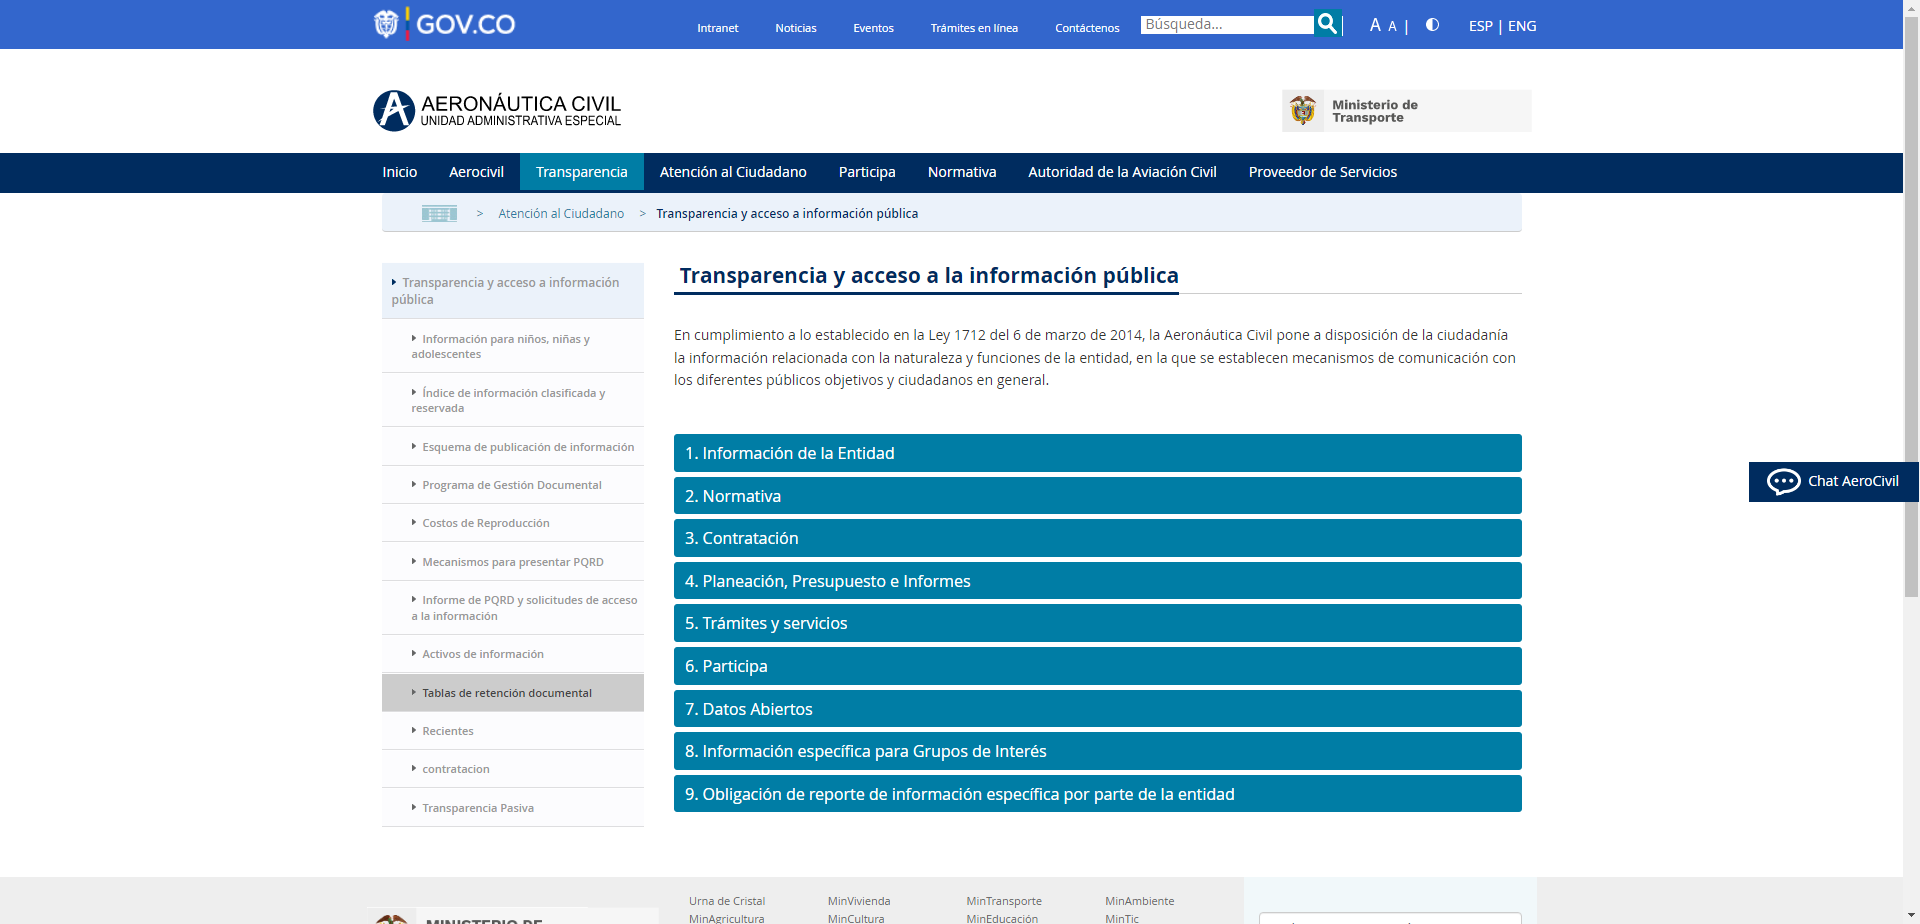 GOV.CO
Intranet
Noticias
Eventos
Trámites en línea
Contáctenos
Búsqueda...
A A |
ESP | ENG
AERONÁUTICA CIVIL
UNIDAD ADMINISTRATIVA ESPECIAL
Ministerio de
Transporte
Inicio
Aerocivil
Transparencia
Atención al Ciudadano
Participa
Normativa
Autoridad de la Aviación Civil
Proveedor de Servicios
> Atención al Ciudadano > Transparencia y acceso a información pública
Transparencia y acceso a información
pública
Información para niños, niñas y
adolescentes
Índice de información clasificada y
reservada
Esquema de publicación de información
Programa de Gestión Documental
Costos de Reproducción
Mecanismos para presentar PQRD
Informe de PQRD y solicitudes de acceso
a la información
Activos de información
Tablas de retención documental
Recientes
contratacion
Transparencia Pasiva
Transparencia y acceso a la información pública
En cumplimiento a lo establecido en la Ley 1712 del 6 de marzo de 2014, la Aeronáutica Civil pone a disposición de la ciudadanía
la información relacionada con la naturaleza y funciones de la entidad, en la que se establecen mecanismos de comunicación con
los diferentes públicos objetivos y ciudadanos en general.
1. Información de la Entidad
2. Normativa
3. Contratación
4. Planeación, Presupuesto e Informes
5. Trámites y servicios
6. Participa
7. Datos Abiertos
8. Información específica para Grupos de Interés
9. Obligación de reporte de información específica por parte de la entidad
Chat AeroCivil
MINISTERIO DE
Urna de Cristal
MinVivienda
MinTransporte
MinAmbiente
MinAgricultura
MinCultura
MinEducación
MinTic